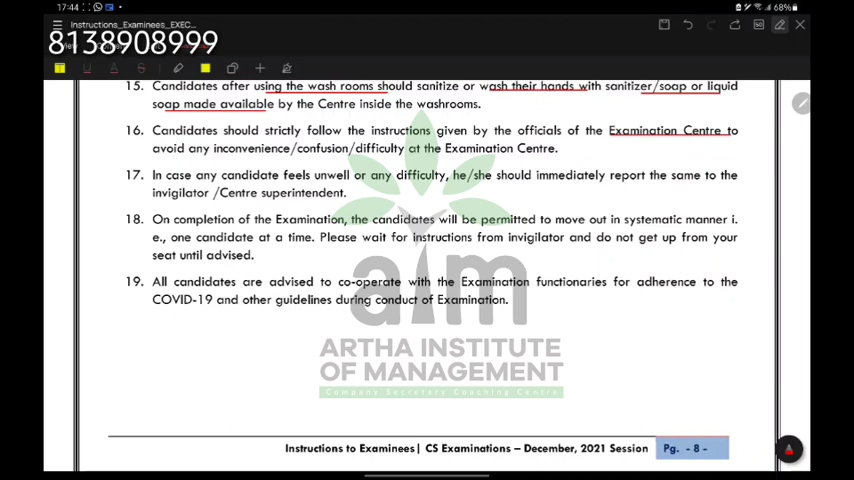 17:44
68%
Instructions_Examinees_EXEC...
8138908999
15. Candidates after using the wash rooms should sanitize or wash their hands with sanitizer/soap or liquid
soap made available by the Centre inside the washrooms.
16. Candidates should strictly follow the instructions given by the officials of the Examination Centre to
avoid any inconvenience/confusion/difficulty at the Examination Centre.
17. In case any candidate feels unwell or any difficulty, he/she should immediately report the same to the
invigilator /Centre superintendent.
18. On completion of the Examination, the candidates will be permitted to move out in systematic manner i.
e., one candidate at a time. Please wait for instructions from invigilator and do not get up from your
seat until advised.
19. All candidates are advised to co-operate with the Examination functionaries for adherence to the
COVID-19 and other guidelines during conduct of Examination.
aim
ARTHA INSTITUTE
OF MANAGEMENT
Company Secretary Coaching Centre
Instructions to Examinees| CS Examinations – December, 2021 Session Pg. - 8 -